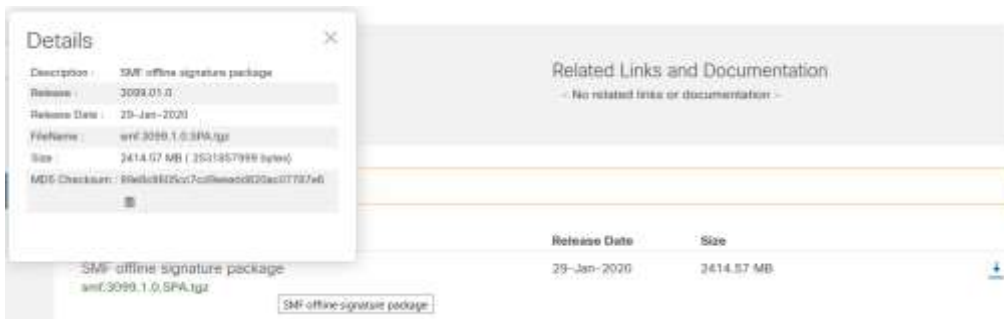 Details
Description : SMF offline signature package
Release : 3099.01.0
Release Date : 29-Jan-2020
FileName : smf.3099.1.0.SPA.tgz
Size : 2414.57 MB ( 2531857999 bytes)
MD5 Checksum :
Related Links and Documentation
- No related links or documentation -
Release Date Size
SMF offline signature package 29-Jan-2020 2414.57 MB
smf.3099.1.0.SPA.tgz
SMF offline signature package